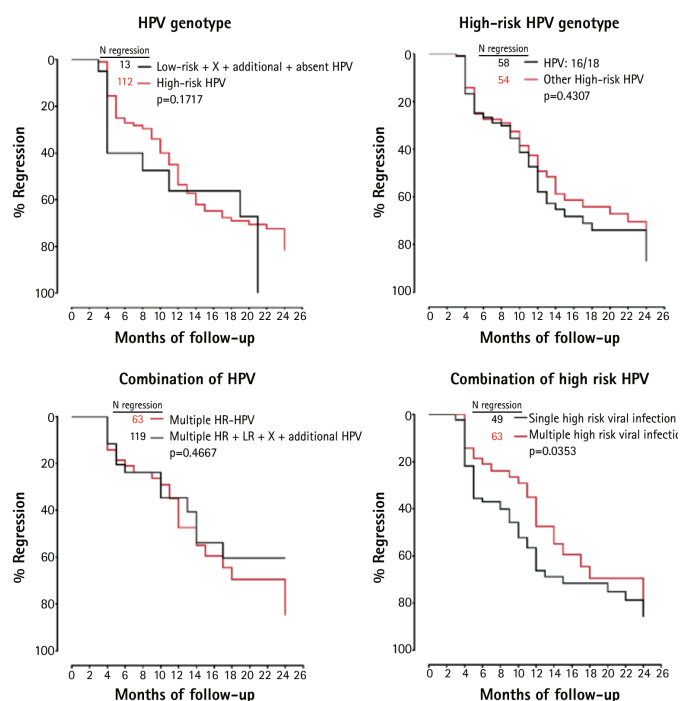 HPV genotype
N regression
13 Low-risk + X + additional + absent HPV
112 High-risk HPV
p=0.1717
% Regression
0
20
40
60
80
100
0 2 4 6 8 10 12 14 16 18 20 22 24 26
Months of follow-up
High-risk HPV genotype
N regression
58 HPV: 16/18
54 Other High-risk HPV
p=0.4307
% Regression
0
20
40
60
80
100
0 2 4 6 8 10 12 14 16 18 20 22 24 26
Months of follow-up
Combination of HPV
N regression
63 Multiple HR-HPV
119 Multiple HR + LR + X + additional HPV
p=0.4667
% Regression
0
20
40
60
80
100
0 2 4 6 8 10 12 14 16 18 20 22 24 26
Months of follow-up
Combination of high risk HPV
N regression
49 Single high risk viral infection
63 Multiple high risk viral infectio
p=0.0353
% Regression
0
20
40
60
80
100
0 2 4 6 8 10 12 14 16 18 20 22 24 26
Months of follow-up